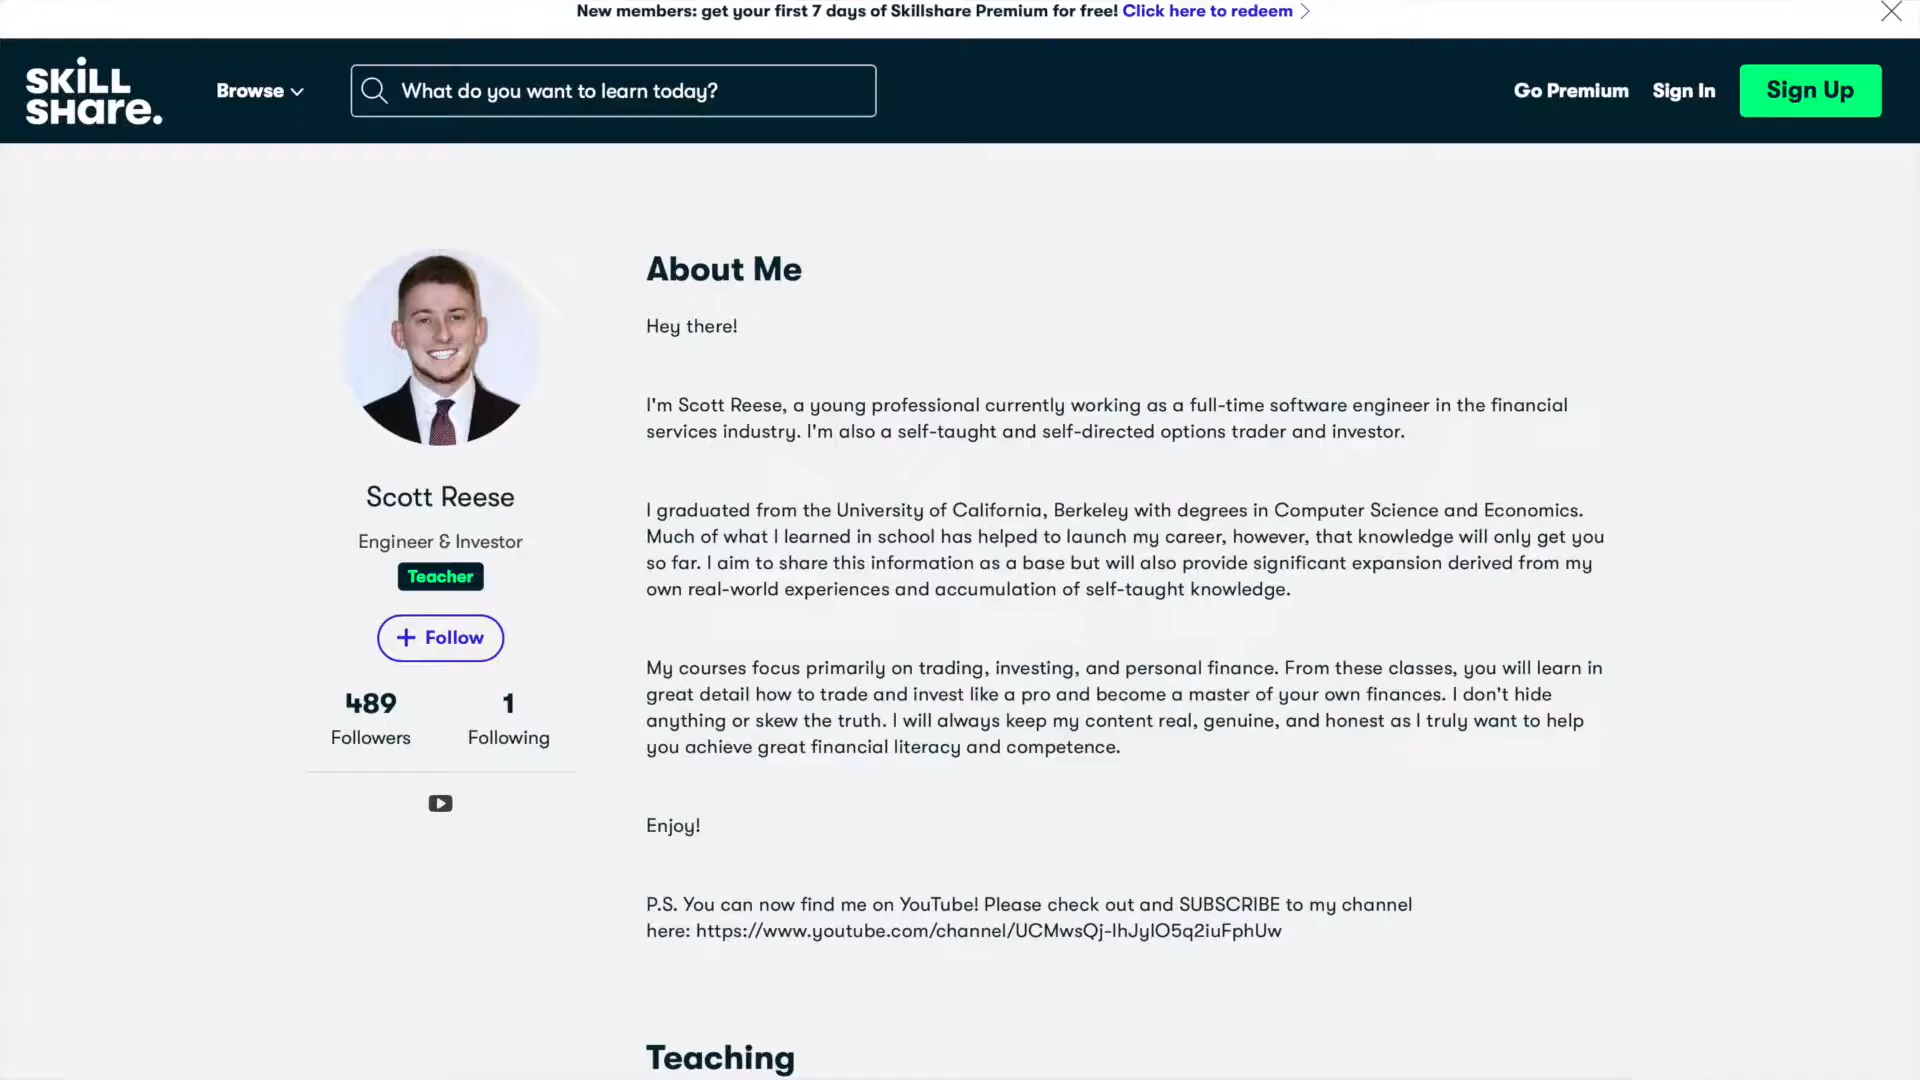 New members: get your first 7 days of Skillshare Premium for free! Click here to redeem
SKILL
SHare.
Browse
What do you want to learn today?
Go Premium
Sign In
Sign Up
Scott Reese
Engineer & Investor
Teacher
+ Follow
489
Followers
1
Following
About Me
Hey there!
I'm Scott Reese, a young professional currently working as a full-time software engineer in the financial
services industry. I'm also a self-taught and self-directed options trader and investor.
I graduated from the University of California, Berkeley with degrees in Computer Science and Economics.
Much of what I learned in school has helped to launch my career, however, that knowledge will only get you
so far. I aim to share this information as a base but will also provide significant expansion derived from my
own real-world experiences and accumulation of self-taught knowledge.
My courses focus primarily on trading, investing, and personal finance. From these classes, you will learn in
great detail how to trade and invest like a pro and become a master of your own finances. I don't hide
anything or skew the truth. I will always keep my content real, genuine, and honest as I truly want to help
you achieve great financial literacy and competence.
Enjoy!
P.S. You can now find me on YouTube! Please check out and SUBSCRIBE to my channel
here: https://www.youtube.com/channel/UCMwsQj-lhJylO5q2iuFphUw
Teaching